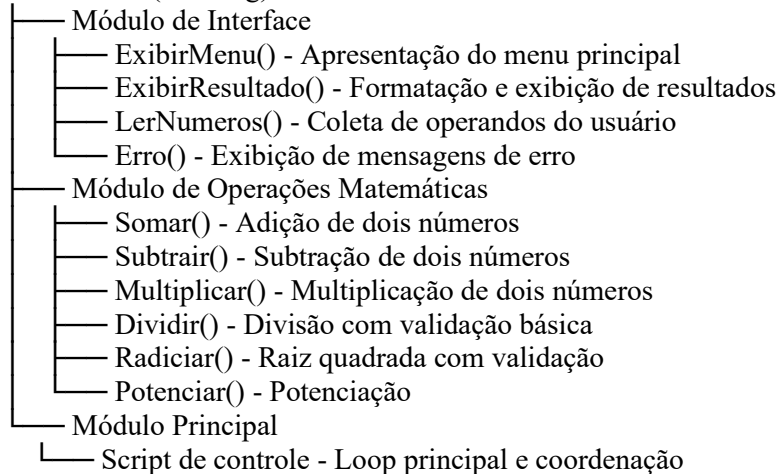 Módulo de Interface
ExibirMenu() - Apresentação do menu principal
ExibirResultado() - Formatação e exibição de resultados
LerNumeros() - Coleta de operandos do usuário
Erro() - Exibição de mensagens de erro
Módulo de Operações Matemáticas
Somar() - Adição de dois números
Subtrair() - Subtração de dois números
Multiplicar() - Multiplicação de dois números
Dividir() - Divisão com validação básica
Radiciar() - Raiz quadrada com validação
Potenciar() - Potenciação
Módulo Principal
Script de controle - Loop principal e coordenação